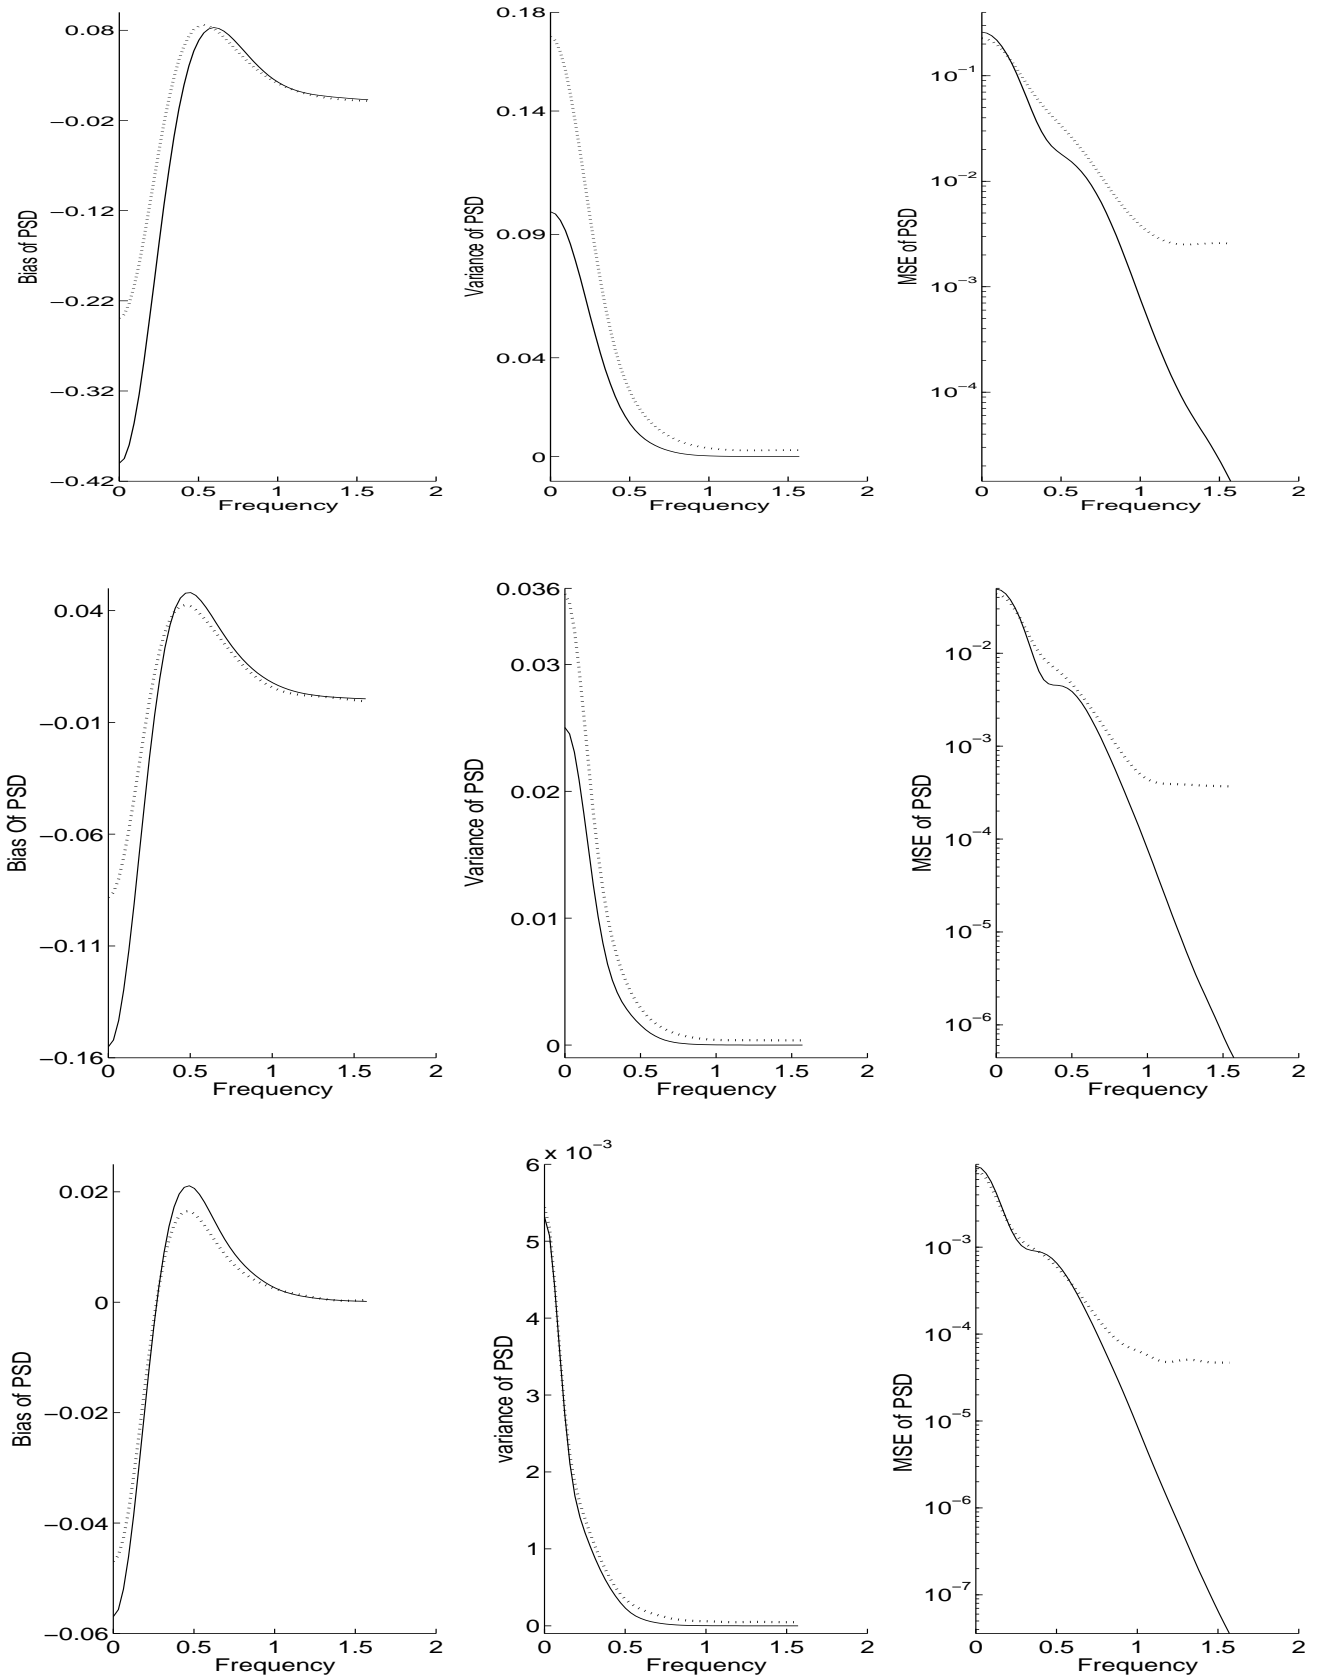 0.08
−0.02
−0.12
−0.22
−0.32
−0.42
0 0.5 1 1.5 2
Frequency
Bias of PSD
0.18
0.14
0.09
0.04
0
0 0.5 1 1.5 2
Frequency
Variance of PSD
10−1
10−2
10−3
10−4
0 0.5 1 1.5 2
Frequency
MSE of PSD
0.04
−0.01
−0.06
−0.11
−0.16
0 0.5 1 1.5 2
Frequency
Bias Of PSD
0.036
0.03
0.02
0.01
0
0 0.5 1 1.5 2
Frequency
Variance of PSD
10−2
10−3
10−4
10−5
10−6
0 0.5 1 1.5 2
Frequency
MSE of PSD
0.02
0
−0.02
−0.04
−0.06
0 0.5 1 1.5 2
Frequency
Bias of PSD
x 10−3
6
5
4
3
2
1
0
0 0.5 1 1.5 2
Frequency
variance of PSD
10−3
10−4
10−5
10−6
10−7
0 0.5 1 1.5 2
Frequency
MSE of PSD